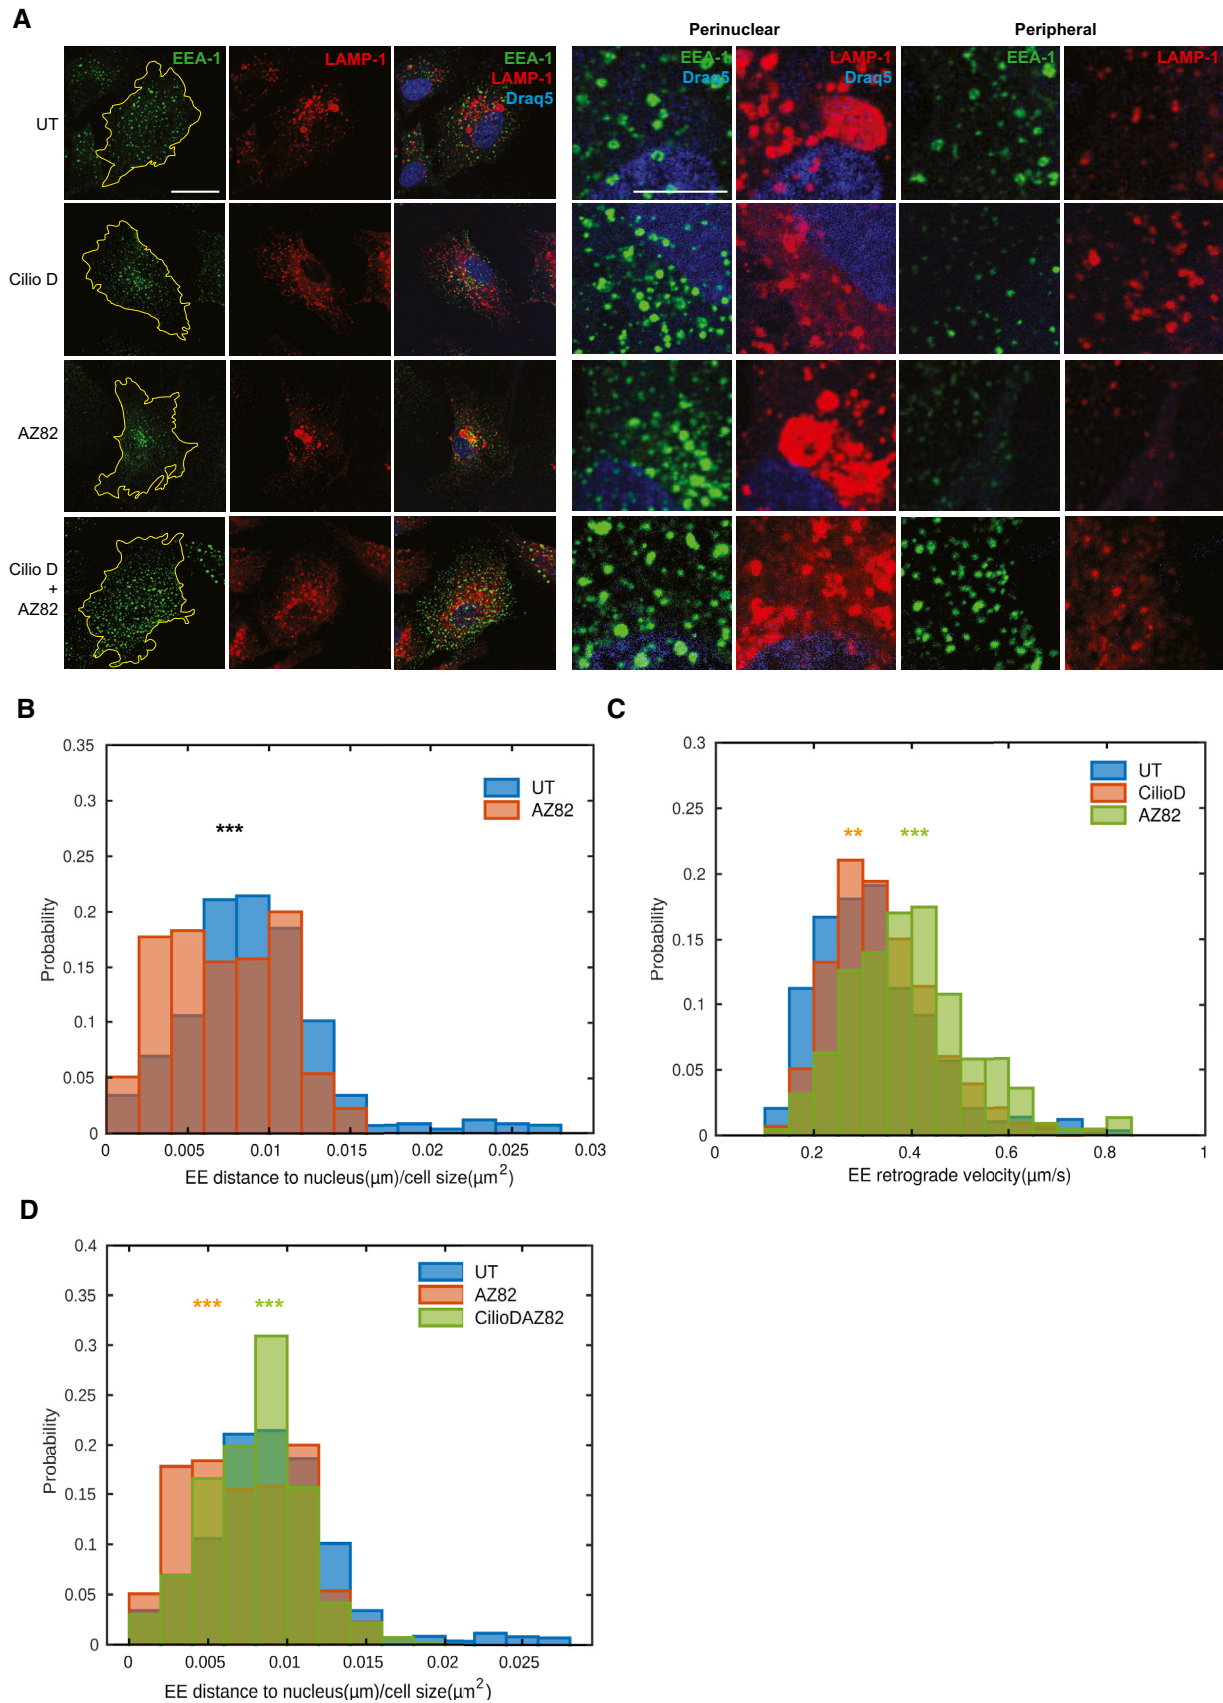 A
Perinuclear
Peripheral
EEA-1
LAMP-1
EEA-1
LAMP-1
Draq5
EEA-1
Draq5
LAMP-1
Draq5
EEA-1
LAMP-1
UT
Cilio D
AZ82
Cilio D
+
AZ82
B
0.35
0.3
0.25
0.2
0.15
0.1
0.05
0
Probability
UT
AZ82
***
0
0.005
0.01
0.015
0.02
0.025
0.03
EE distance to nucleus(μm)/cell size(μm²)
C
0.3
0.25
0.2
0.15
0.1
0.05
0
Probability
UT
CilioD
AZ82
**
***
0
0.2
0.4
0.6
0.8
1
EE retrograde velocity(μm/s)
D
0.4
0.35
0.3
0.25
0.2
0.15
0.1
0.05
0
Probability
UT
AZ82
CilioDAZ82
***
***
0
0.005
0.01
0.015
0.02
0.025
EE distance to nucleus(μm)/cell size(μm²)